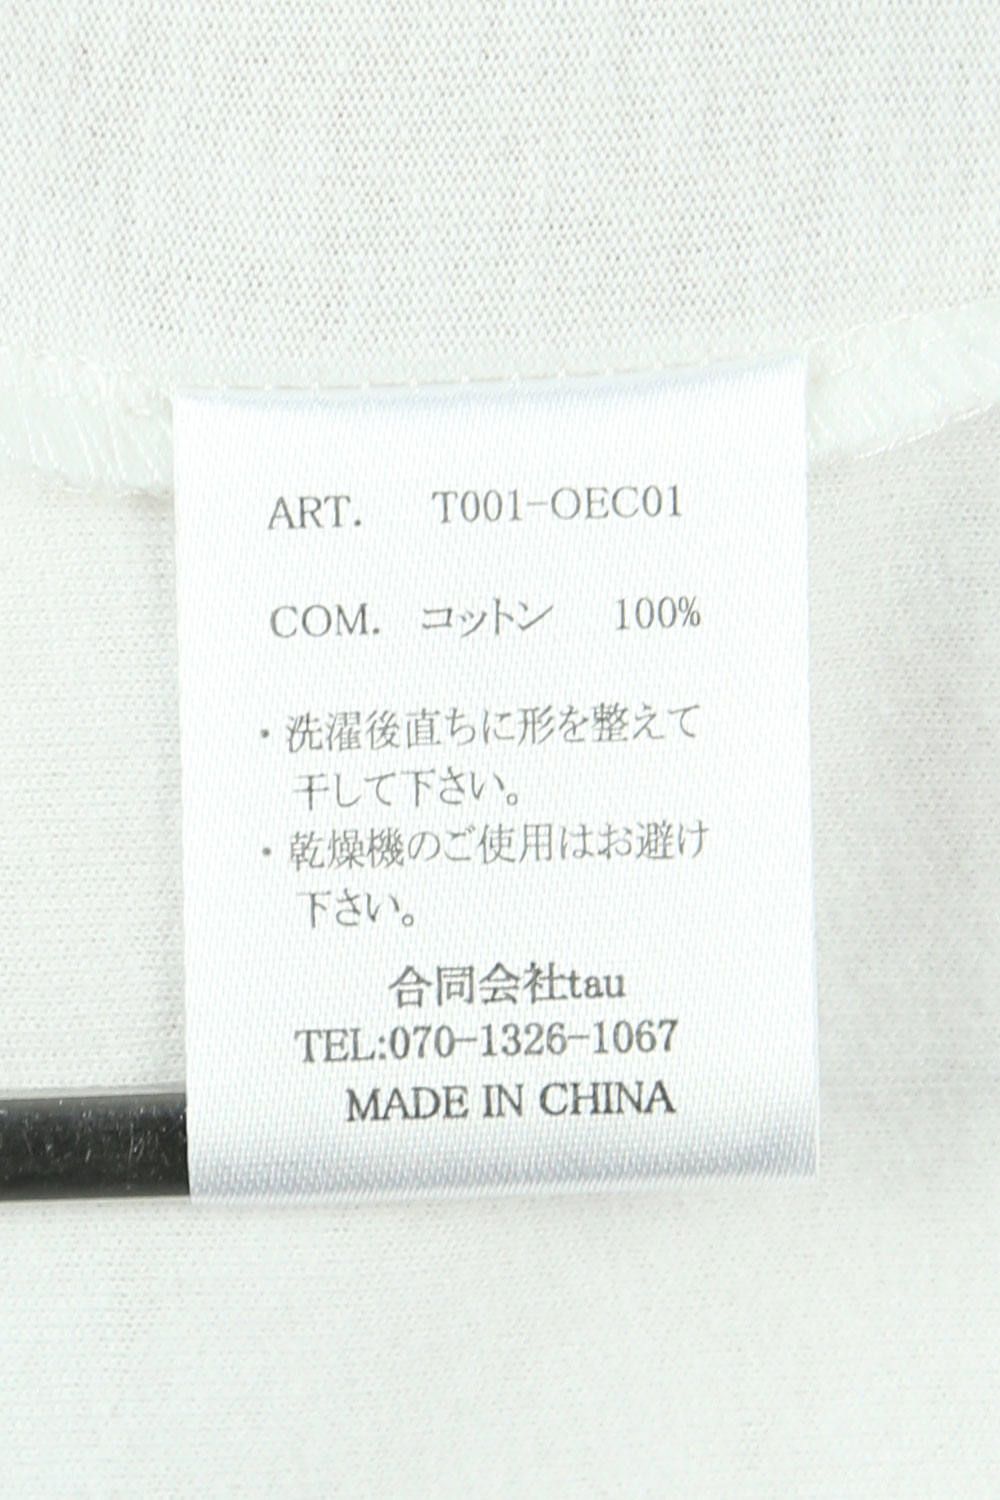 ART. T001-OEC01
COM. コットン 100%
・洗濯後直ちに形を整えて
干して下さい。
・乾燥機のご使用はお避け
下さい。
合同会社tau
TEL:070-1326-1067
MADE IN CHINA